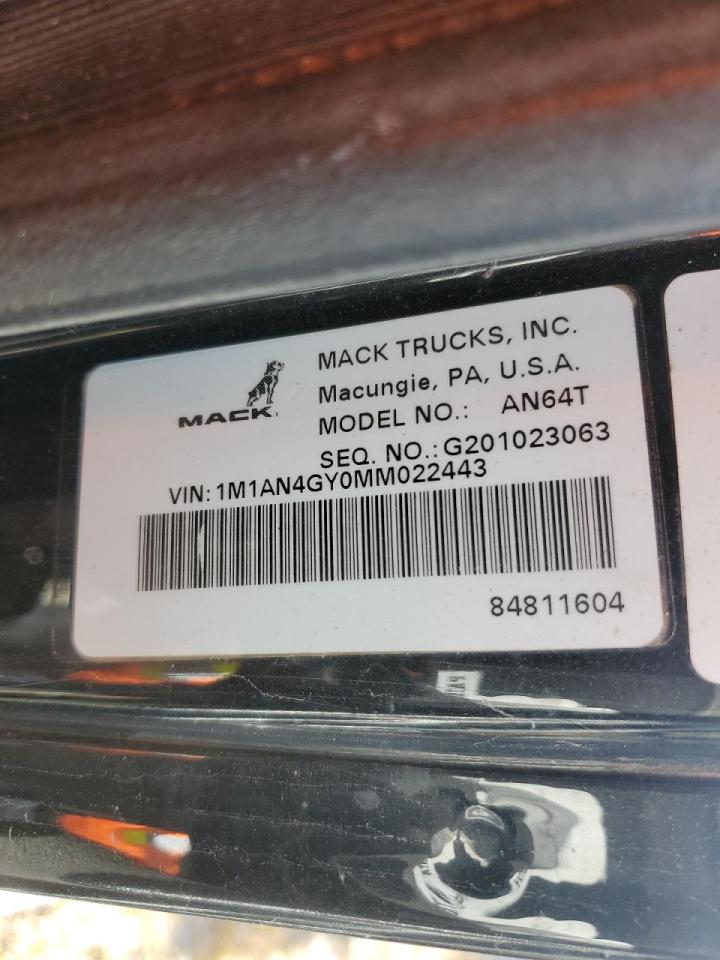 MACK
MACK TRUCKS, INC.
Macungie, PA, U.S.A.
MODEL NO.: AN64T
SEQ. NO.: G201023063
VIN: 1M1AN4GY0MM022443
84811604